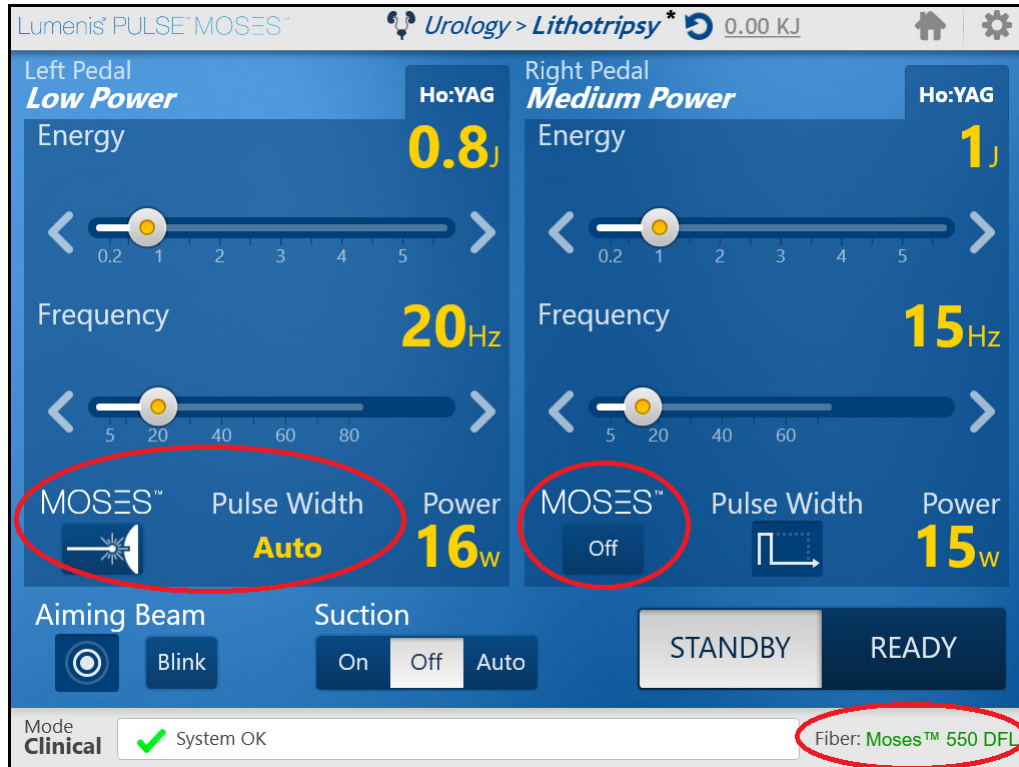 Lumenis® PULSE™ MOSES™
Urology > Lithotripsy * 0.00 KJ
Left Pedal
Low Power
Ho:YAG
Energy
0.8J
0.2 1 2 3 4 5
Frequency
20Hz
5 20 40 60 80
MOSES™ Pulse Width Power
Auto 16W
Right Pedal
Medium Power
Ho:YAG
Energy
1J
0.2 1 2 3 4 5
Frequency
15Hz
5 20 40 60
MOSES™ Pulse Width Power
Off 15W
Aiming Beam
Blink
Suction
On Off Auto
STANDBY READY
Mode
Clinical
System OK
Fiber: Moses™ 550 DFL